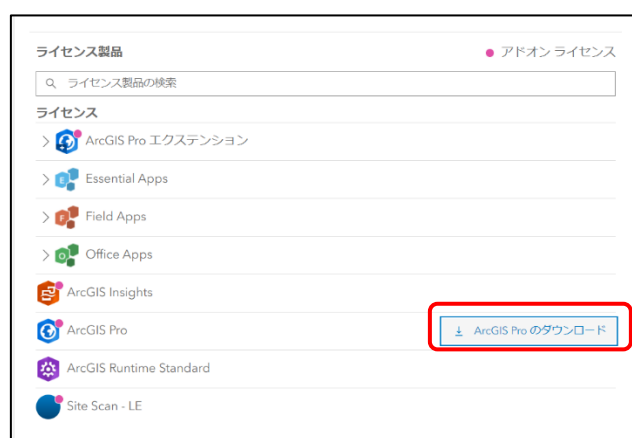 ライセンス製品
アドオン ライセンス
ライセンス製品の検索
ライセンス
ArcGIS Pro エクステンション
Essential Apps
Field Apps
Office Apps
ArcGIS Insights
ArcGIS Pro
ArcGIS Pro のダウンロード
ArcGIS Runtime Standard
Site Scan - LE